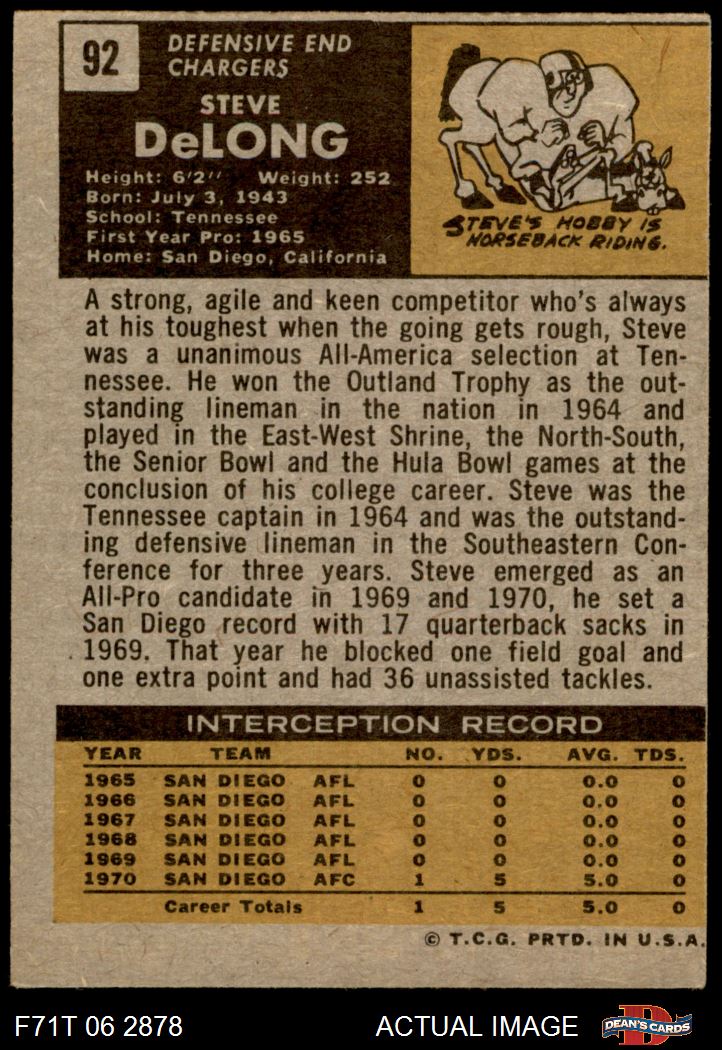 92
DEFENSIVE END
CHARGERS
STEVE
DeLONG
Height: 6'2'' Weight: 252
Born: July 3, 1943
School: Tennessee
First Year Pro: 1965
Home: San Diego, California
STEVE'S HOBBY IS
HORSEBACK RIDING.
A strong, agile and keen competitor who's always
at his toughest when the going gets rough, Steve
was a unanimous All-America selection at Ten-
nessee. He won the Outland Trophy as the out-
standing lineman in the nation in 1964 and
played in the East-West Shrine, the North-South,
the Senior Bowl and the Hula Bowl games at the
conclusion of his college career. Steve was the
Tennessee captain in 1964 and was the outstand-
ing defensive lineman in the Southeastern Con-
ference for three years. Steve emerged as an
All-Pro candidate in 1969 and 1970, he set a
San Diego record with 17 quarterback sacks in
1969. That year he blocked one field goal and
one extra point and had 36 unassisted tackles.
INTERCEPTION RECORD
YEAR TEAM NO. YDS. AVG. TDS.
1965 SAN DIEGO AFL 0 0 0.0 0
1966 SAN DIEGO AFL 0 0 0.0 0
1967 SAN DIEGO AFL 0 0 0.0 0
1968 SAN DIEGO AFL 0 0 0.0 0
1969 SAN DIEGO AFL 0 0 0.0 0
1970 SAN DIEGO AFC 1 5 5.0 0
Career Totals 1 5 5.0 0
© T.C.G. PRTD. IN U.S.A.
F71T 06 2878 ACTUAL IMAGE DEAN'S CARDS